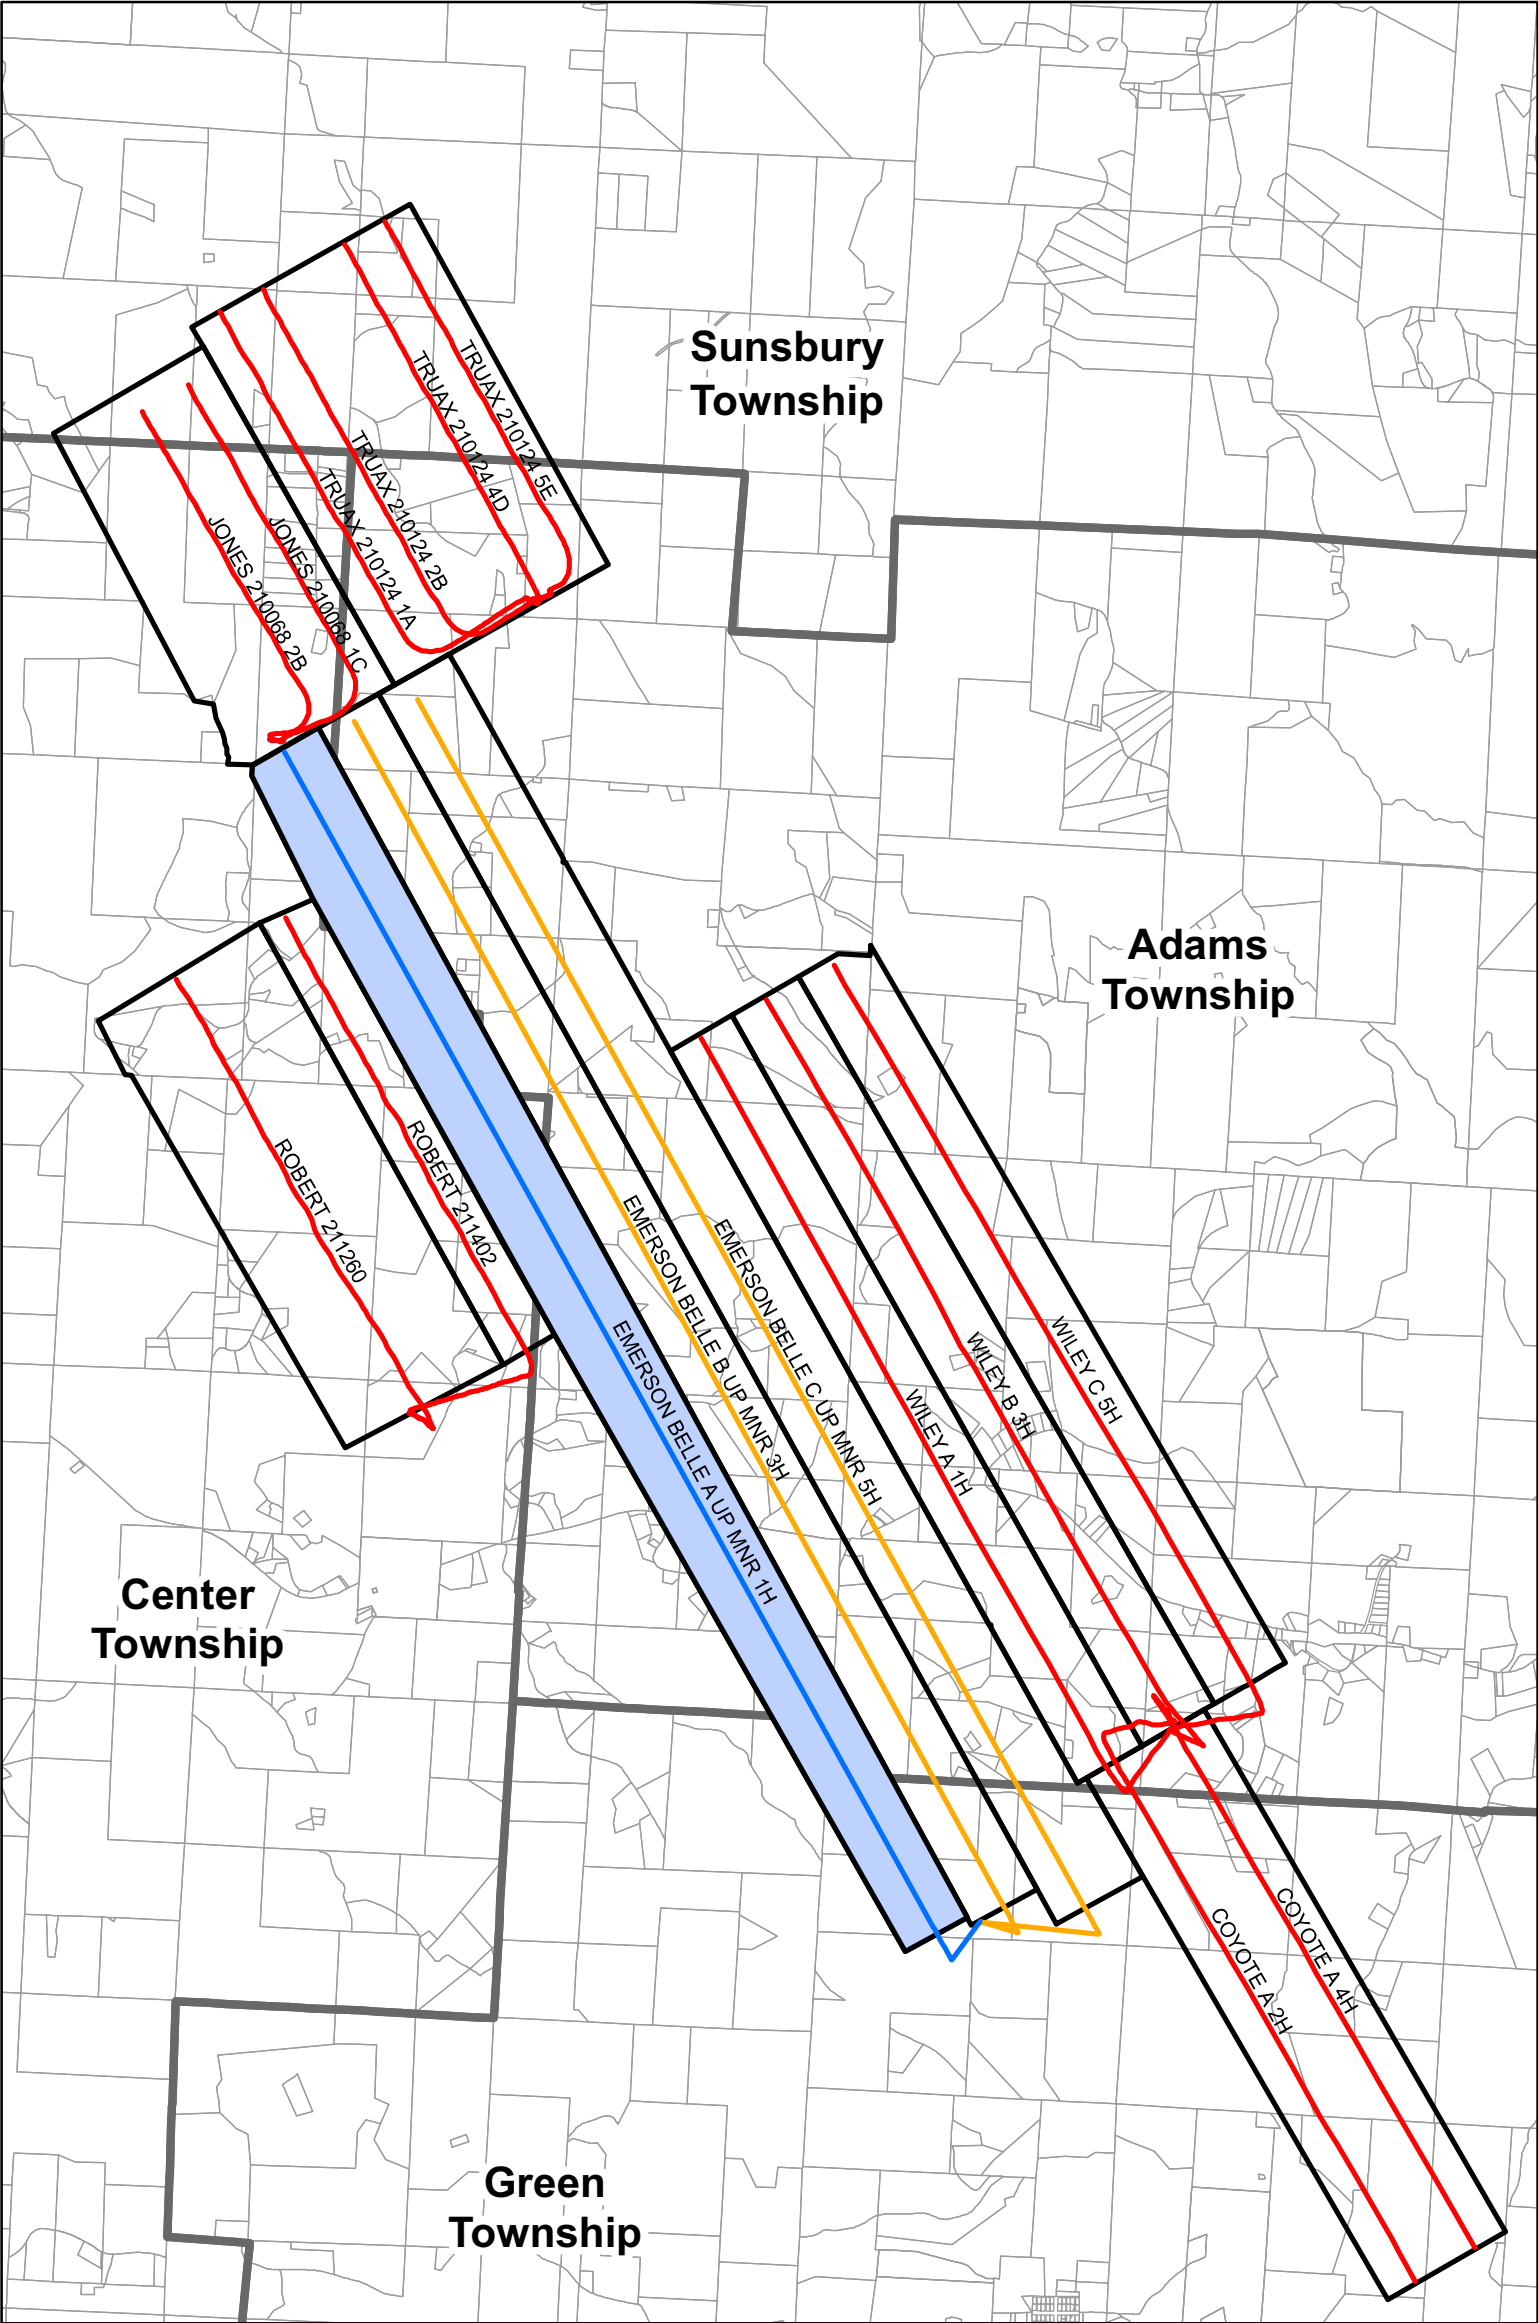 Sunsbury
Township
TRUAX 210124 5E
TRUAX 210124 4D
TRUAX 210124 2B
TRUAX 210124 1A
JONES 210068 1C
JONES 210068 2B
Adams
Township
ROBERT 211402
ROBERT 211260
EMERSON BELLE B UP MNR 3H
EMERSON BELLE C UP MNR 5H
EMERSON BELLE A UP MNR 1H
WILEY C 5H
WILEY B 3H
WILEY A 1H
Center
Township
COYOTE A 4H
COYOTE A 2H
Green
Township